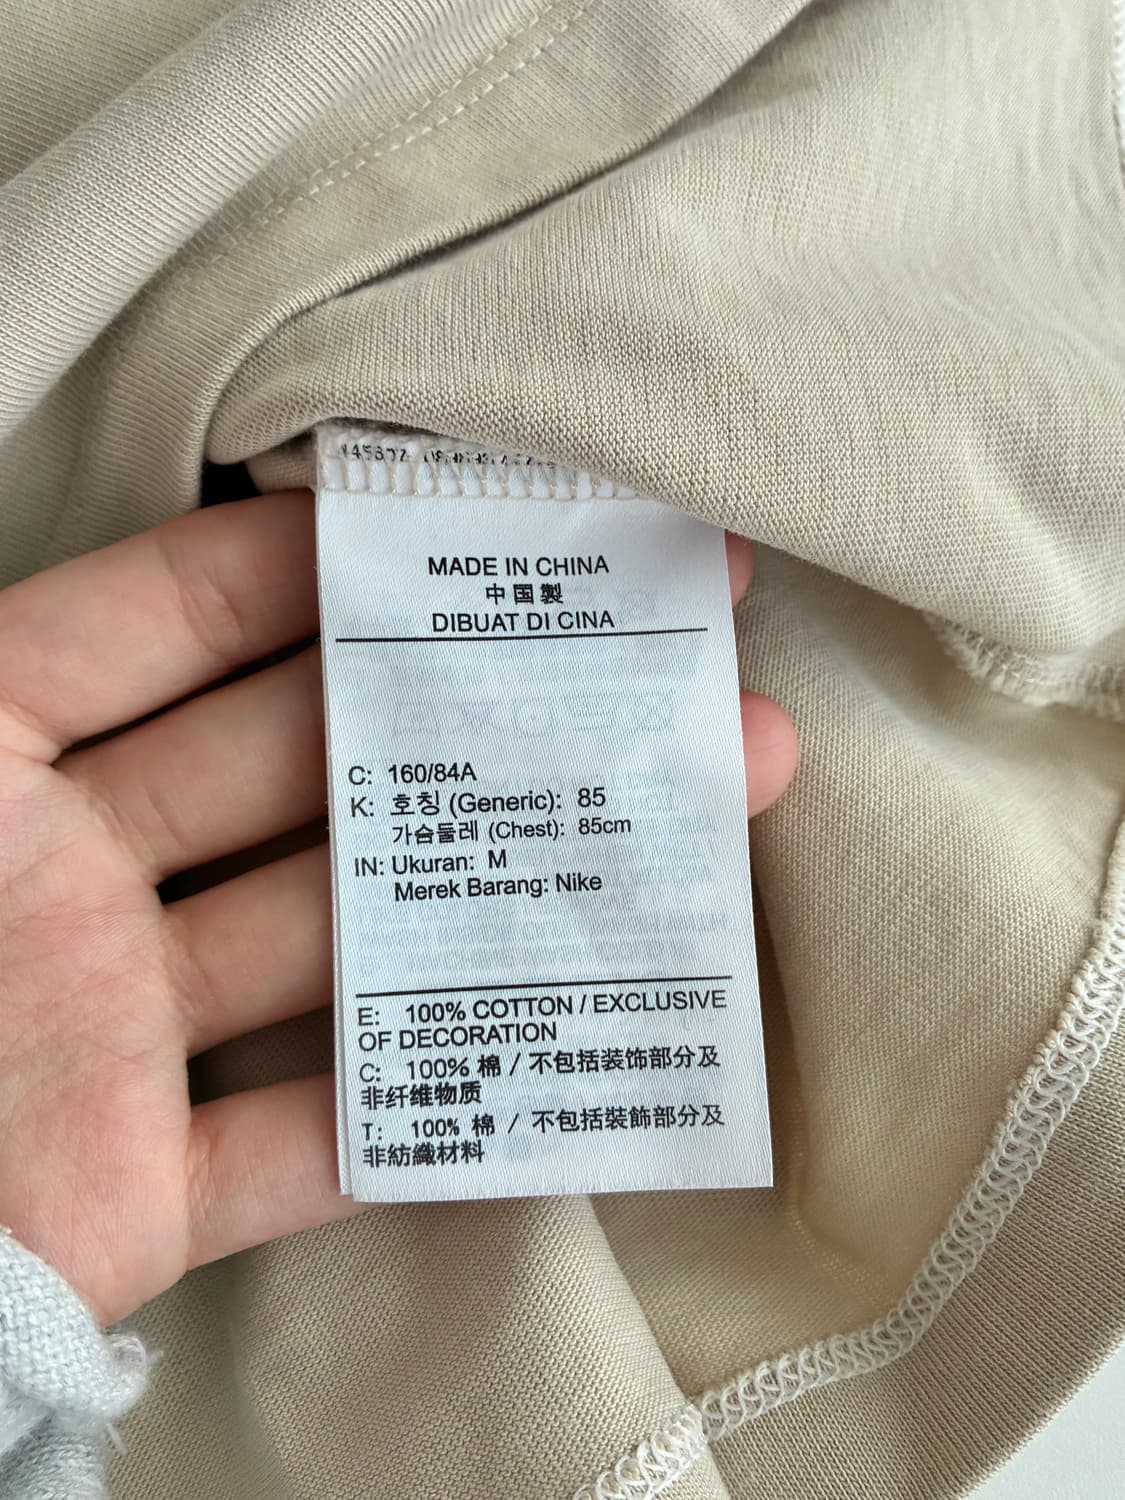 MADE IN CHINA
中国製
DIBUAT DI CINA
C: 160/84A
K: 호칭 (Generic): 85
가슴둘레 (Chest): 85cm
IN: Ukuran: M
Merek Barang: Nike
E: 100% COTTON / EXCLUSIVE
OF DECORATION
C: 100% 棉 / 不包括装饰部分及
非纤维物质
T: 100% 棉 / 不包括裝飾部分及
非紡織材料